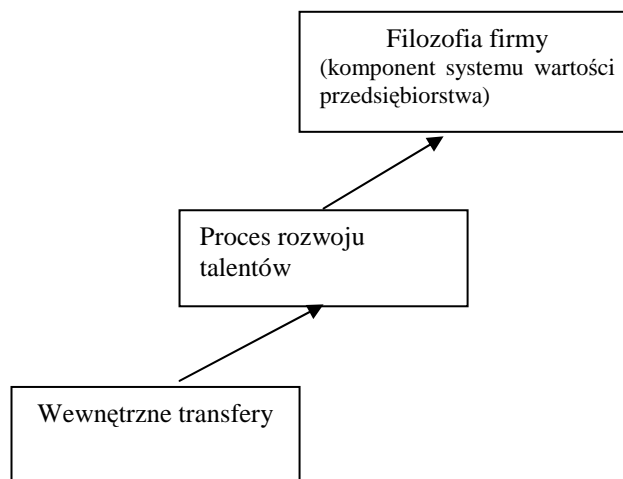 Filozofia firmy
(komponent systemu wartości
przedsiębiorstwa)
Proces rozwoju
talentów
Wewnętrzne transfery